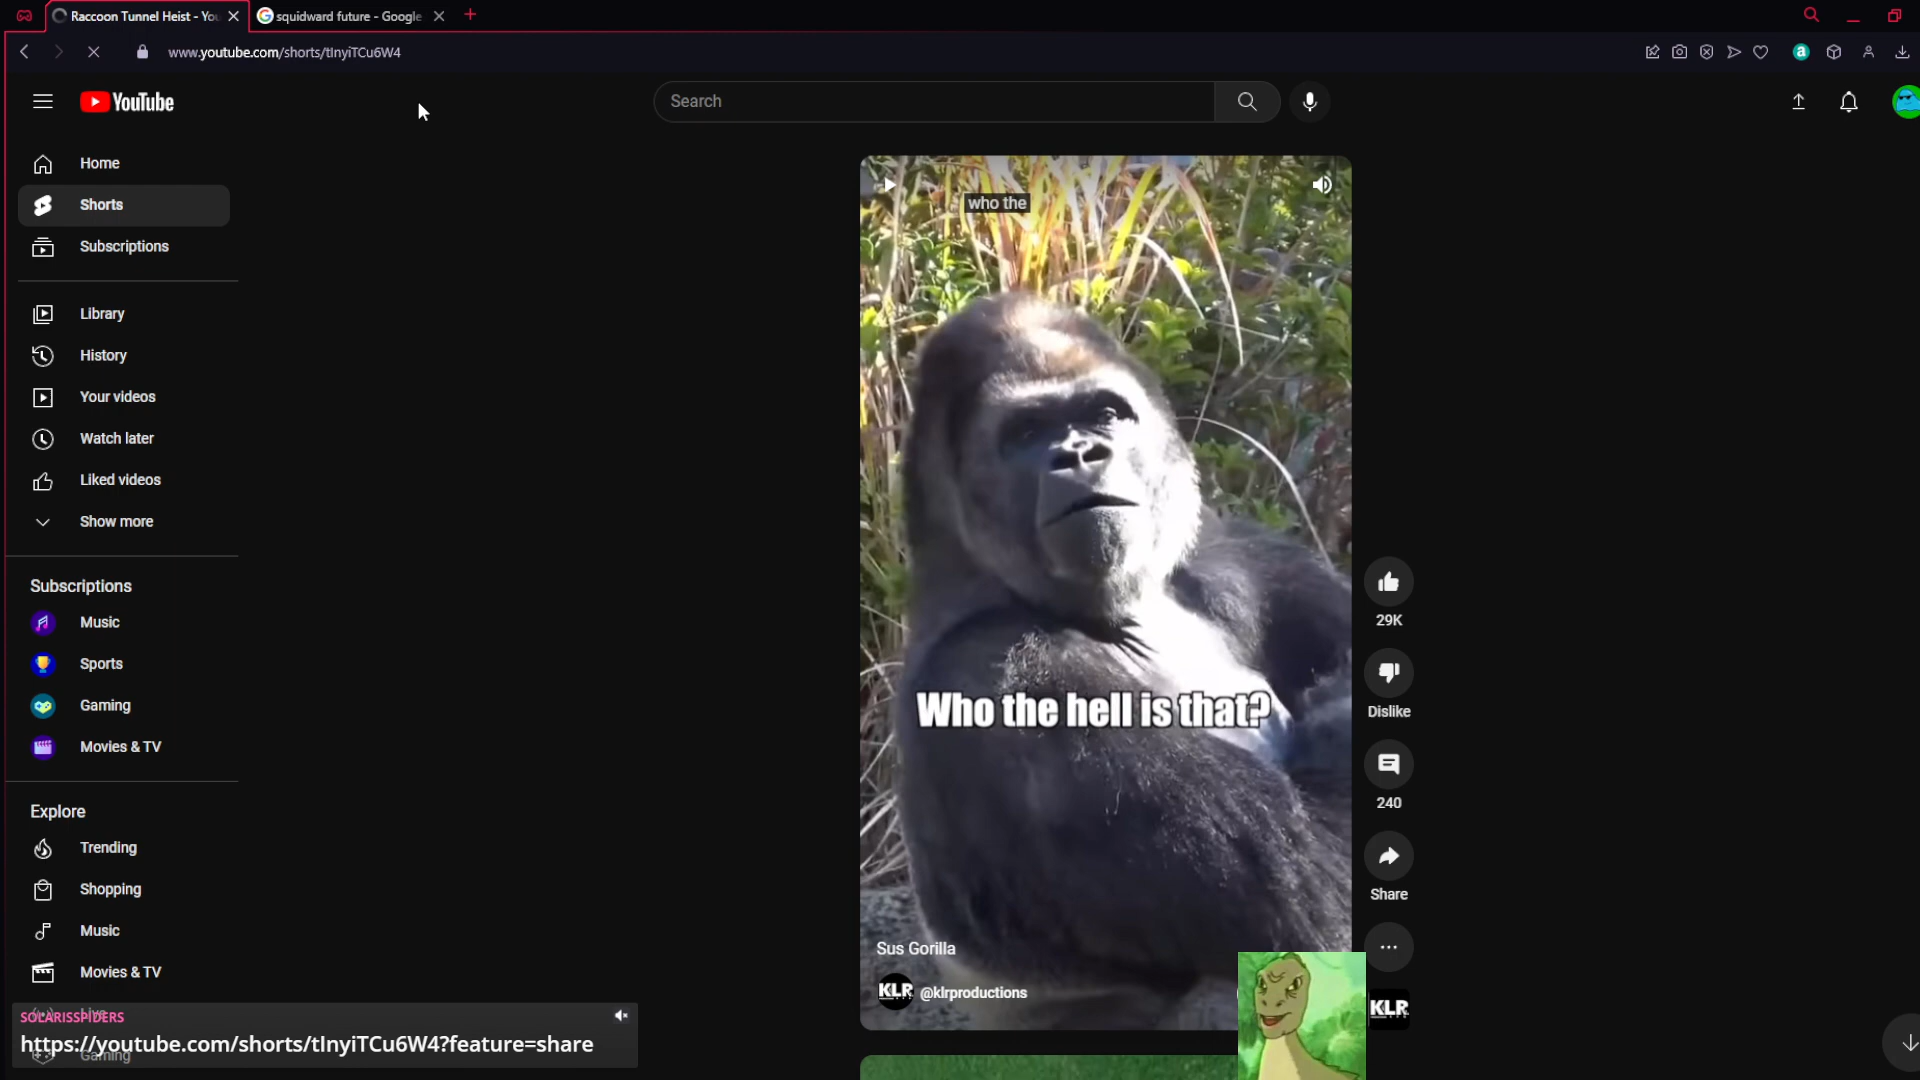 Raccoon Tunnel Heist - You
squidward future - Google
www.youtube.com/shorts/tInyiTCu6W4
YouTube
Search
Home
Shorts
Subscriptions
Library
History
Your videos
Watch later
Liked videos
Show more
Subscriptions
Music
Sports
Gaming
Movies & TV
Explore
Trending
Shopping
Music
Movies & TV
Live
Gaming
who the
Who the hell is that?
Sus Gorilla
KLR @klrproductions
29K
Dislike
240
Share
KLR
SOLARISSPIDERS
https://youtube.com/shorts/tInyiTCu6W4?feature=share